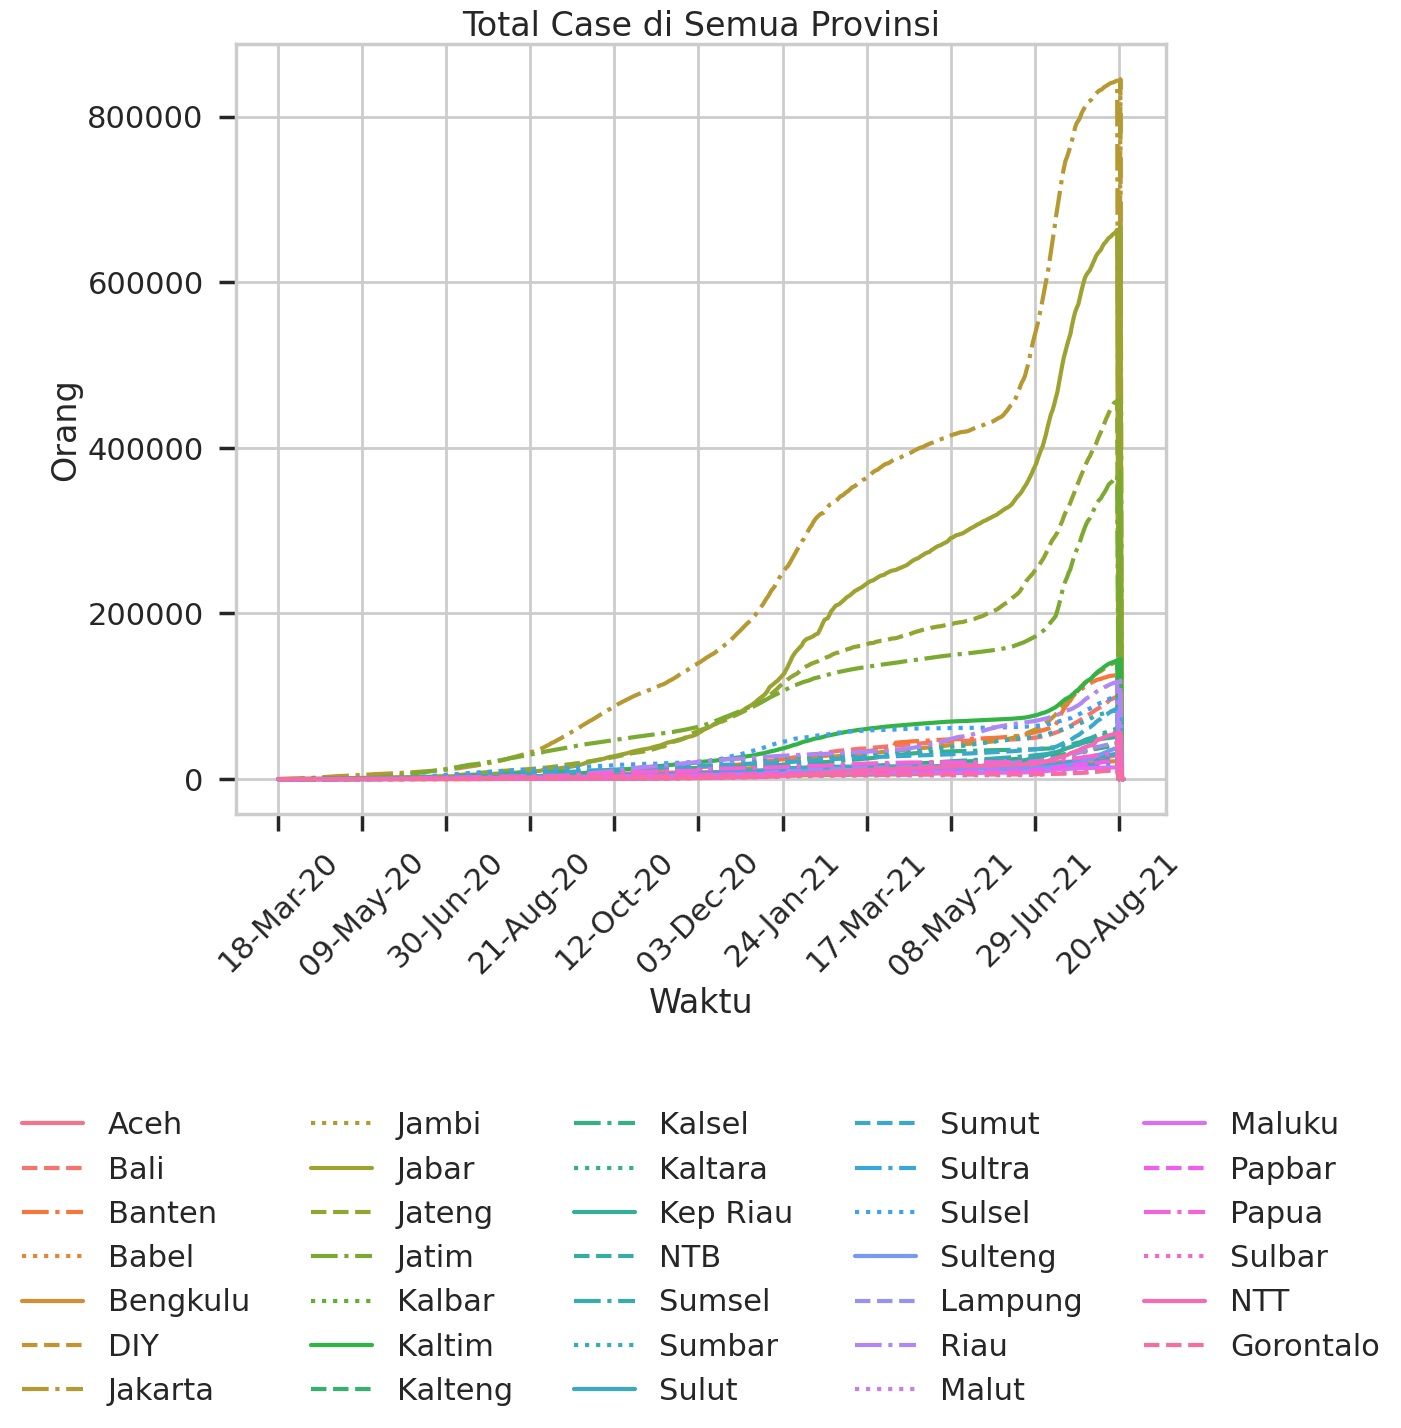 Total Case di Semua Provinsi
Orang
800000
600000
400000
200000
0
18-Mar-20
09-May-20
30-Jun-20
21-Aug-20
12-Oct-20
03-Dec-20
24-Jan-21
17-Mar-21
08-May-21
29-Jun-21
20-Aug-21
Waktu
Aceh
Bali
Banten
Babel
Bengkulu
DIY
Jakarta
Jambi
Jabar
Jateng
Jatim
Kalbar
Kaltim
Kalteng
Kalsel
Kaltara
Kep Riau
NTB
Sumsel
Sumbar
Sulut
Sumut
Sultra
Sulsel
Sulteng
Lampung
Riau
Malut
Maluku
Papbar
Papua
Sulbar
NTT
Gorontalo